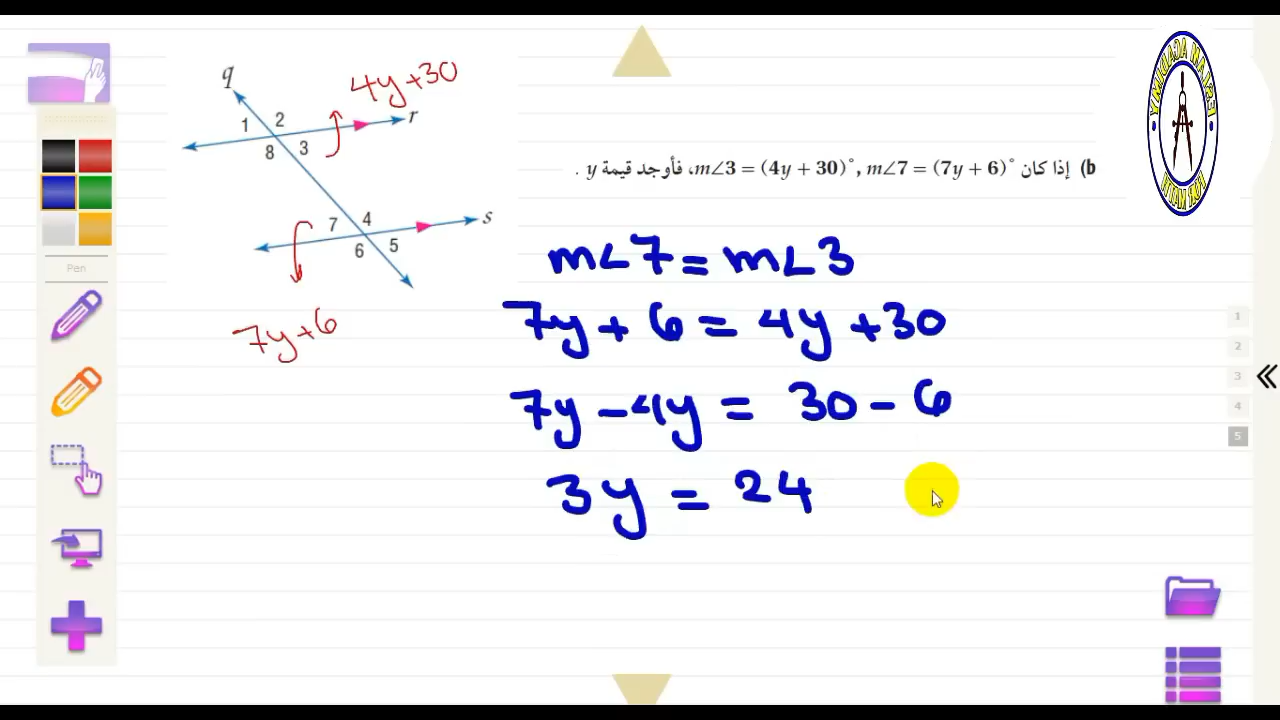 q
4y+30
1 2
r
8 3
7 4
s
6 5
7y+6
b) إذا كان m∠3 = (4y + 30)°, m∠7 = (7y + 6)°، فأوجد قيمة y .
m∠7 = m∠3
7y + 6 = 4y +30
7y - 4y = 30 - 6
3y = 24
Pen
1
2
3
4
5